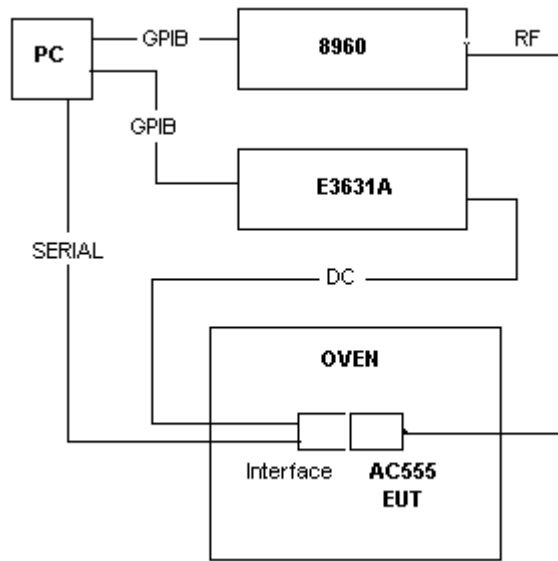 PC
GPIB
8960
RF
GPIB
E3631A
SERIAL
DC
OVEN
Interface
AC555
EUT